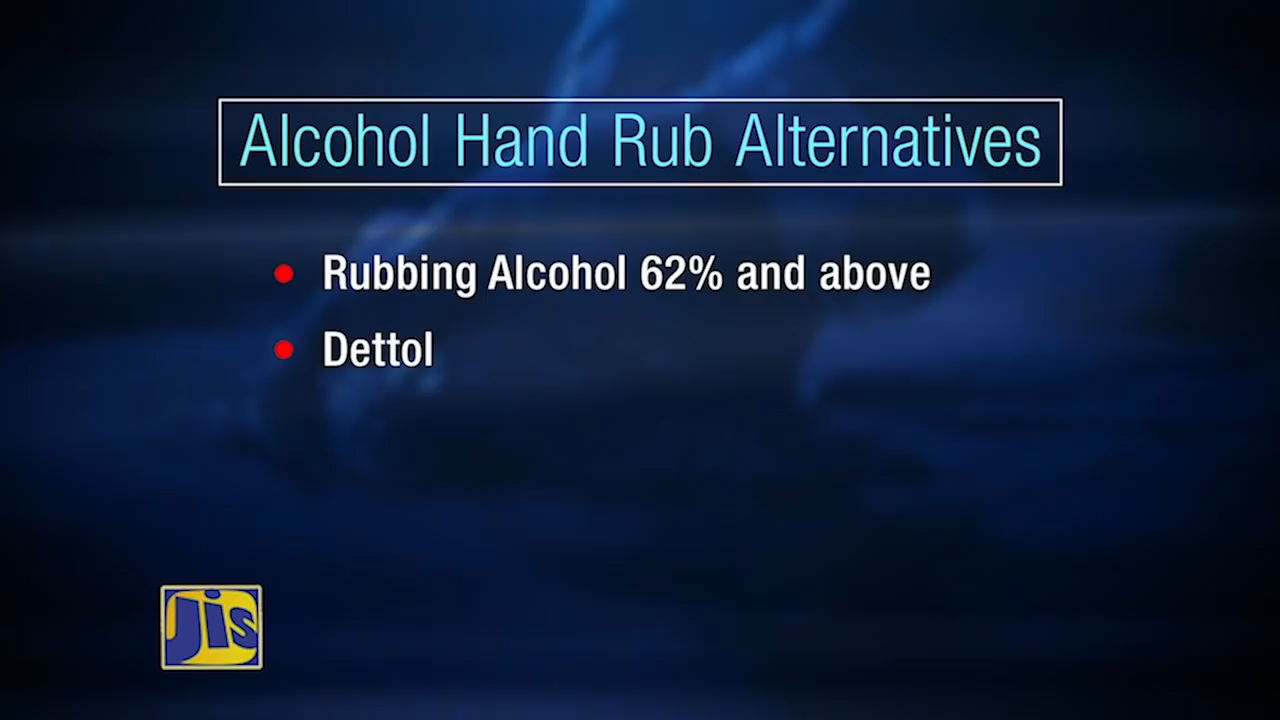 Alcohol Hand Rub Alternatives
Rubbing Alcohol 62% and above
Dettol
Jis